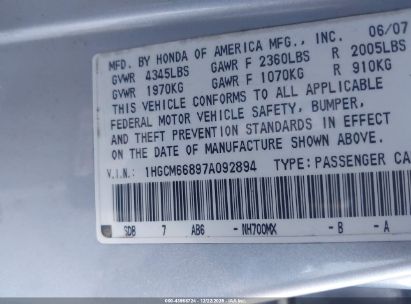 MFD. BY HONDA OF AMERICA MFG., INC. 06/07
GVWR 4345LBS GAWR F 2360LBS R 2005LBS
GVWR 1970KG GAWR F 1070KG R 910KG
THIS VEHICLE CONFORMS TO ALL APPLICABLE
FEDERAL MOTOR VEHICLE SAFETY, BUMPER,
AND THEFT PREVENTION STANDARDS IN EFFECT
ON THE DATE OF MANUFACTURE SHOWN ABOVE.
V.I.N.: 1HGCM66897A092894 TYPE: PASSENGER CA
SDB 7 AB6 - NH700MX - B - A